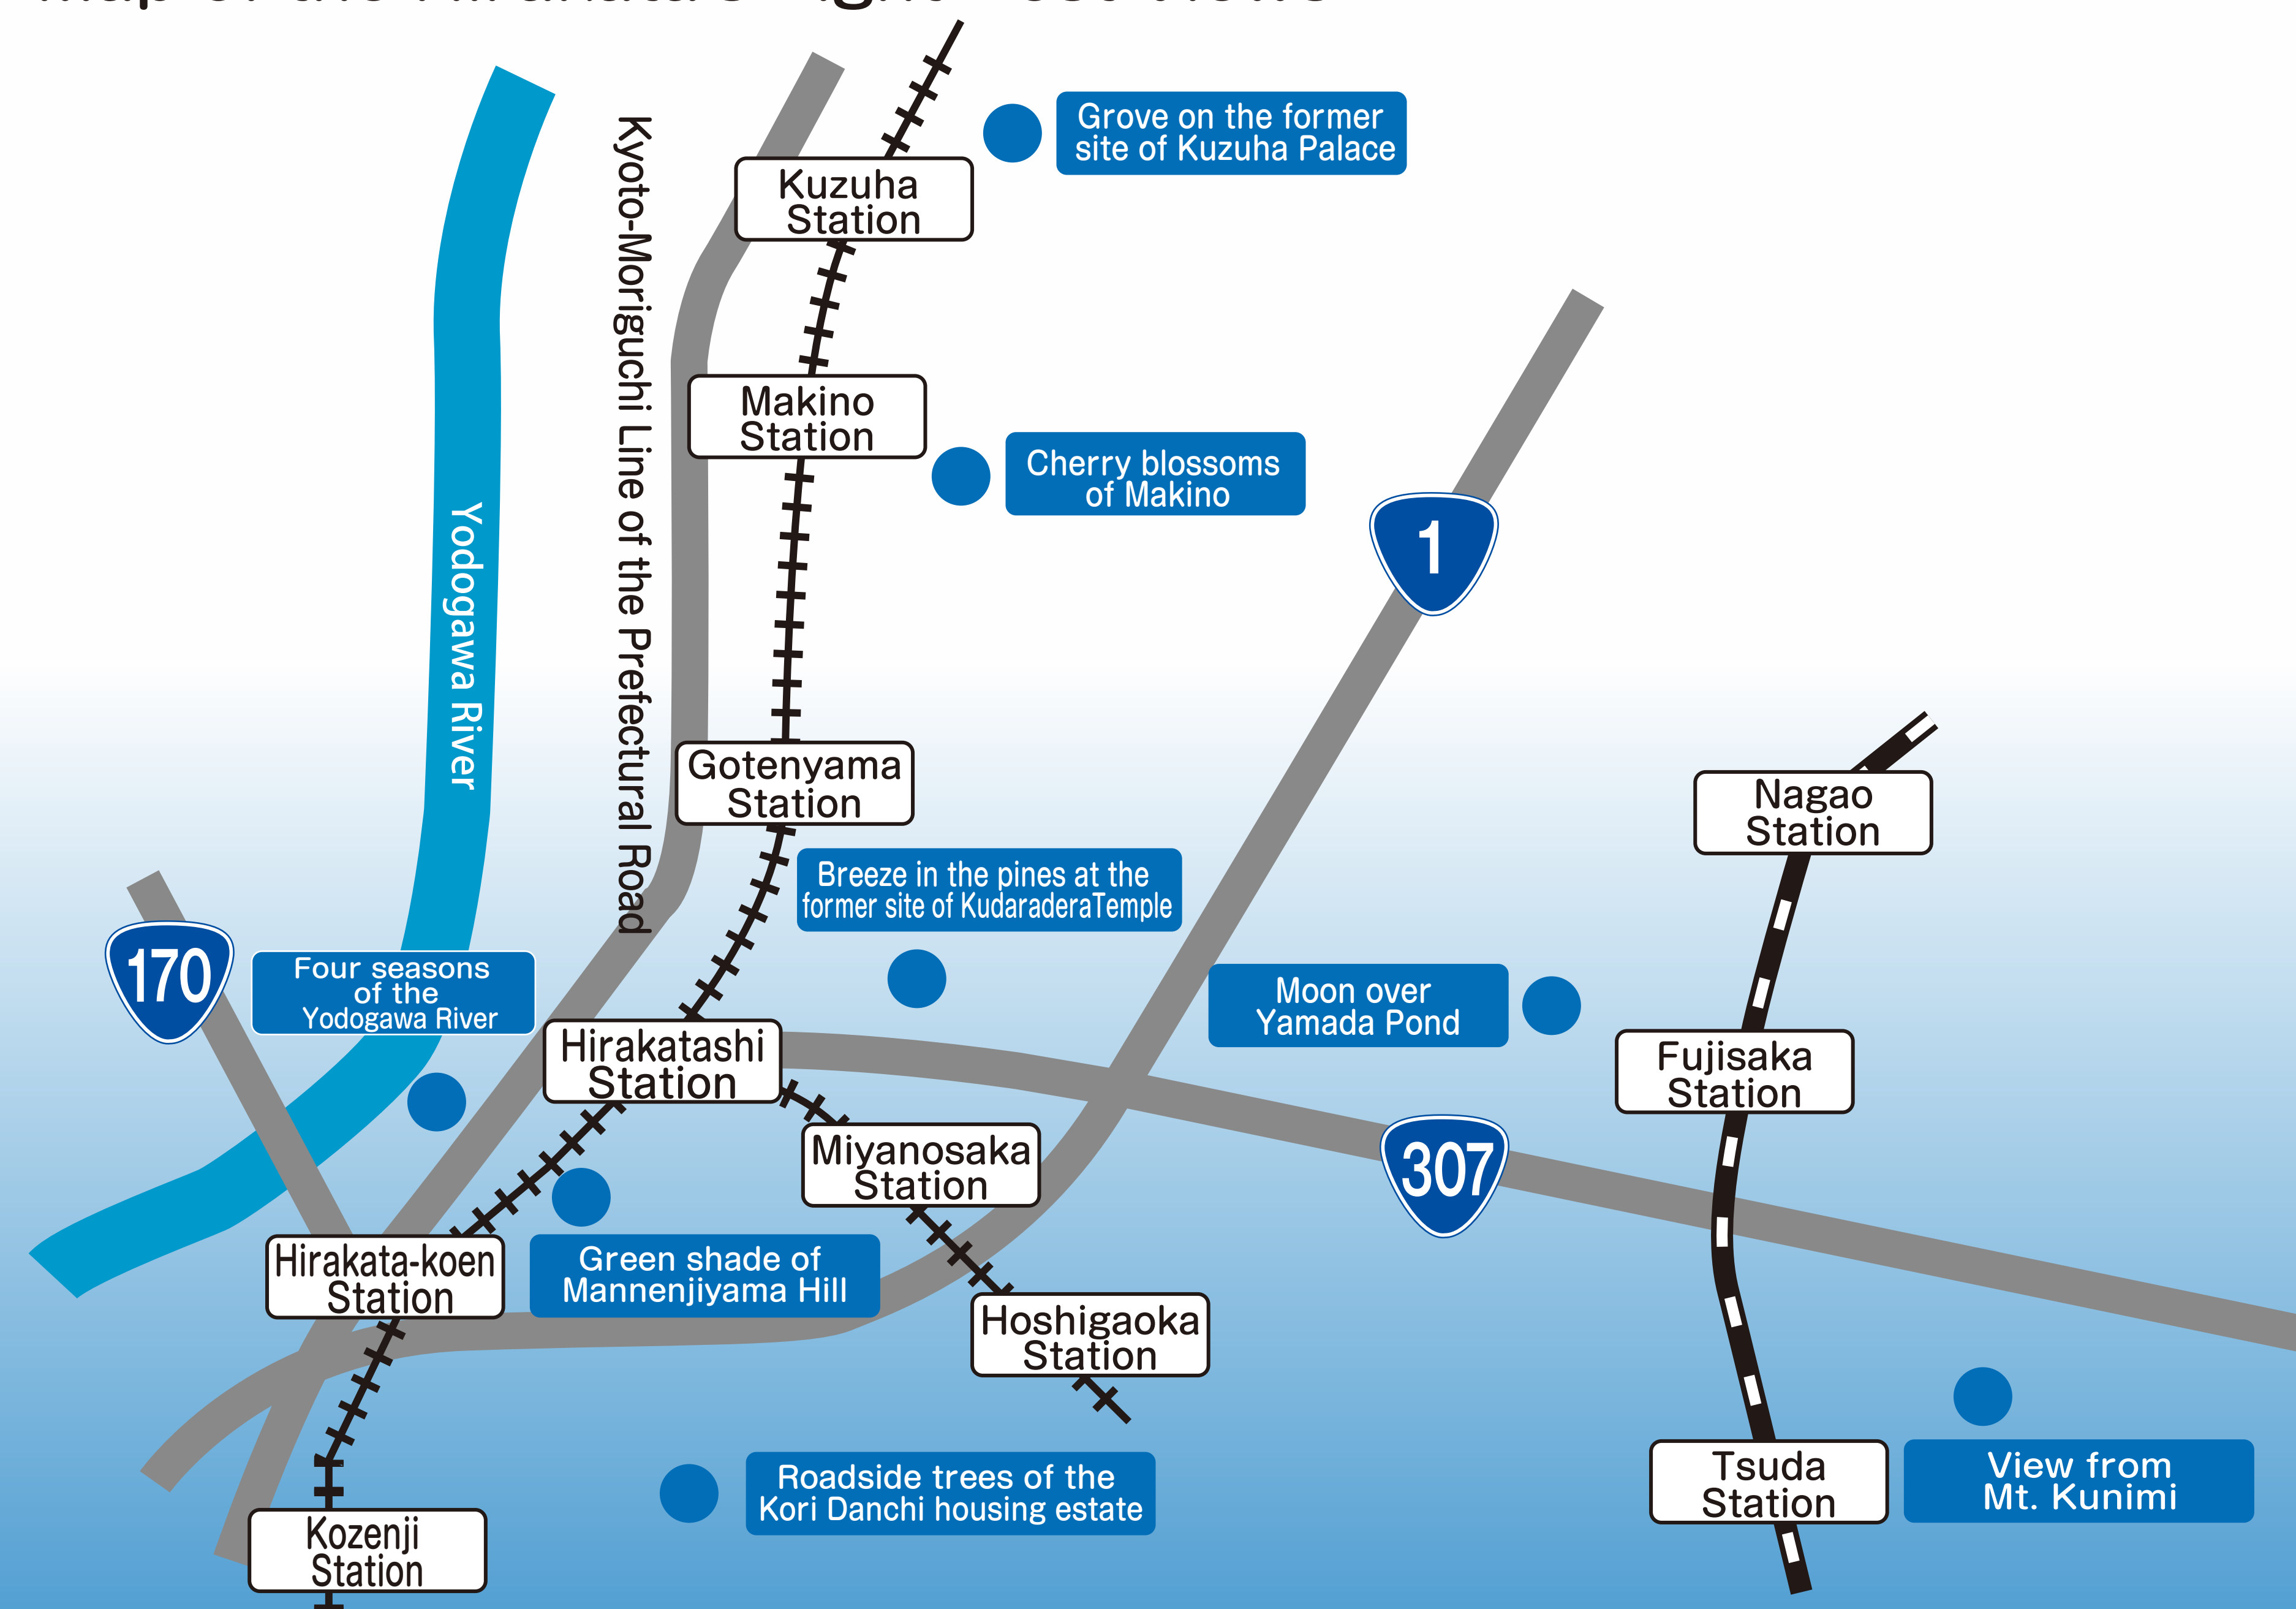 Grove on the former
site of Kuzuha Palace
Kuzuha
Station
Kyoto-Moriguchi Line of the Prefectural Road
Makino
Station
Cherry blossoms
of Makino
1
Yodogawa River
Gotenyama
Station
Nagao
Station
Breeze in the pines at the
former site of KudaraderaTemple
170
Four seasons
of the
Yodogawa River
Moon over
Yamada Pond
Hirakatashi
Station
Fujisaka
Station
Miyanosaka
Station
307
Hirakata-koen
Station
Green shade of
Mannenjiyama Hill
Hoshigaoka
Station
Roadside trees of the
Kori Danchi housing estate
Tsuda
Station
View from
Mt. Kunimi
Kozenji
Station